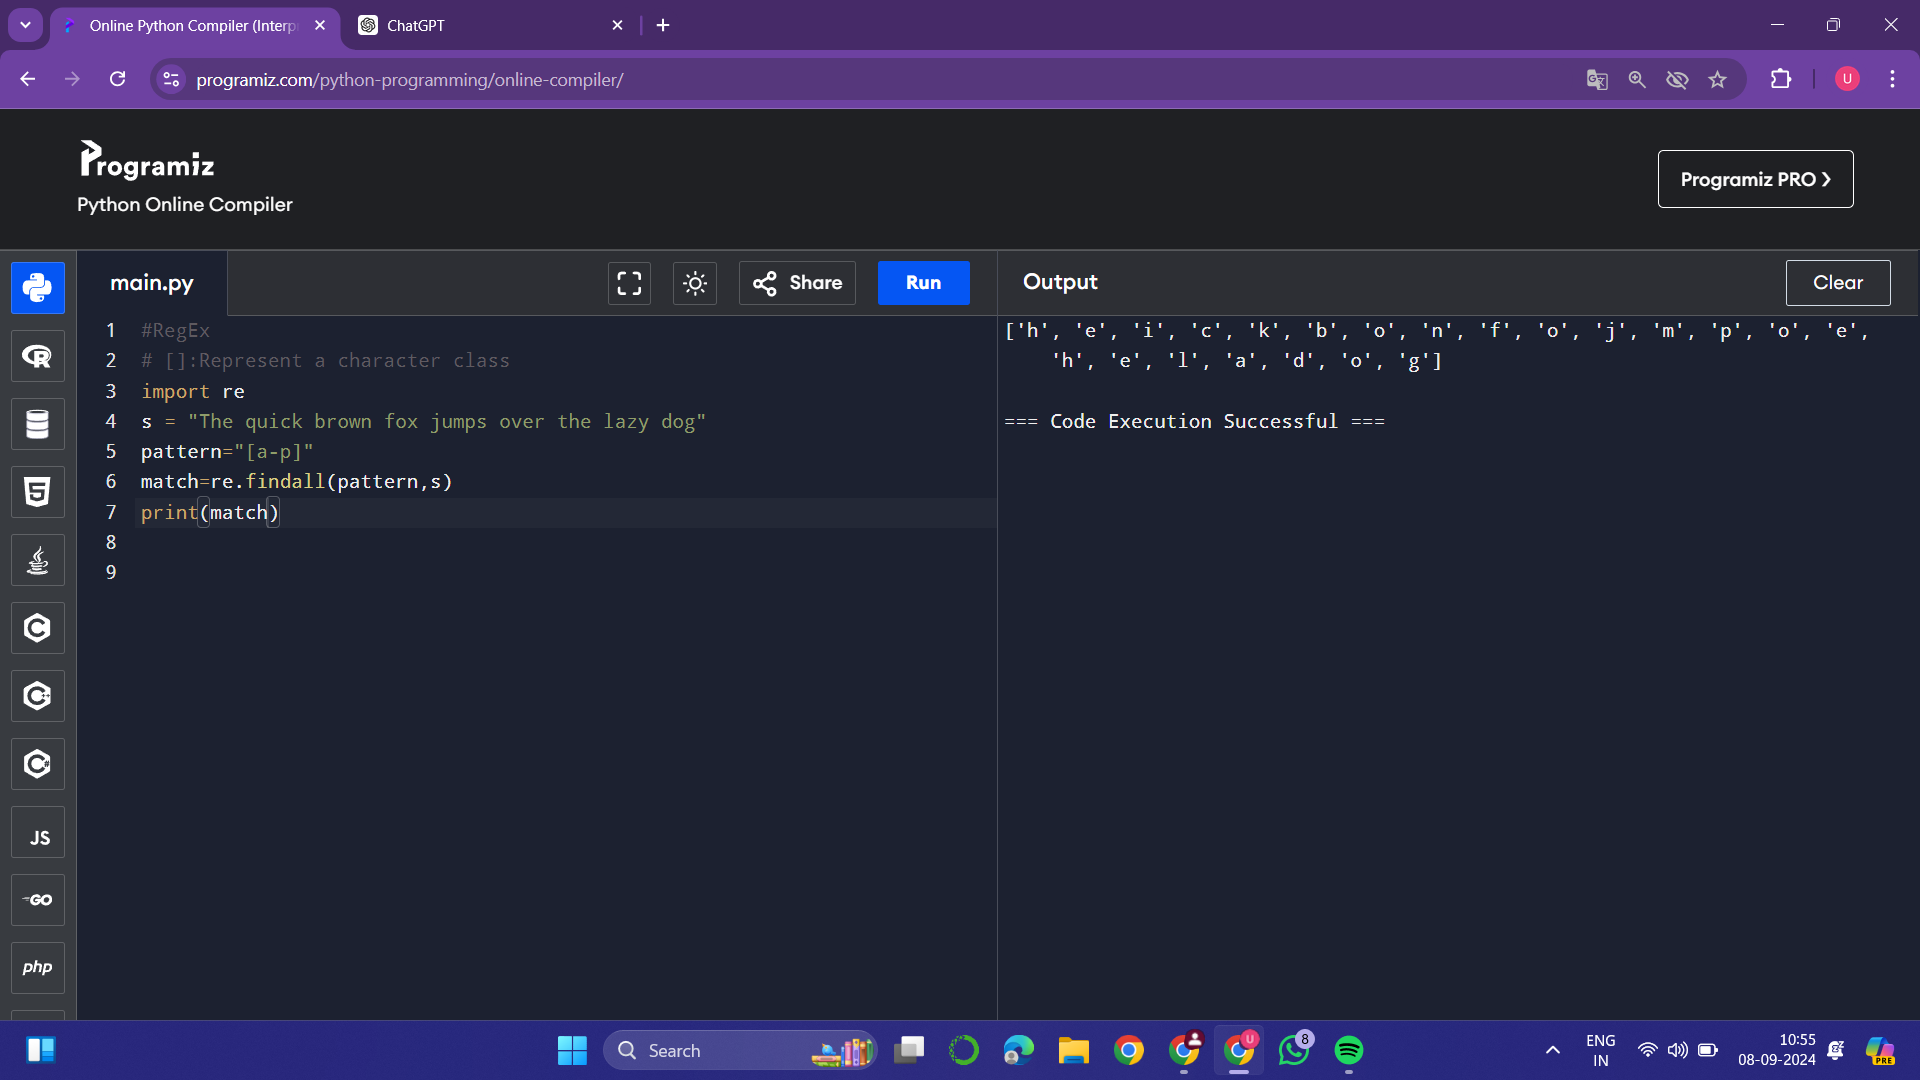 Online Python Compiler (Interp
ChatGPT
programiz.com/python-programming/online-compiler/
U
Programiz
Python Online Compiler
Programiz PRO ❯
main.py
Share
Run
Output
Clear
1 #RegEx
2 # []:Represent a character class
3 import re
4 s = "The quick brown fox jumps over the lazy dog"
5 pattern="[a-p]"
6 match=re.findall(pattern,s)
7 print(match)
8
9
['h', 'e', 'i', 'c', 'k', 'b', 'o', 'n', 'f', 'o', 'j', 'm', 'p', 'o', 'e',
'h', 'e', 'l', 'a', 'd', 'o', 'g']
=== Code Execution Successful ===
R
5
C
C++
C#
JS
GO
php
Search
U
8
ENG
IN
10:55
08-09-2024
PRE